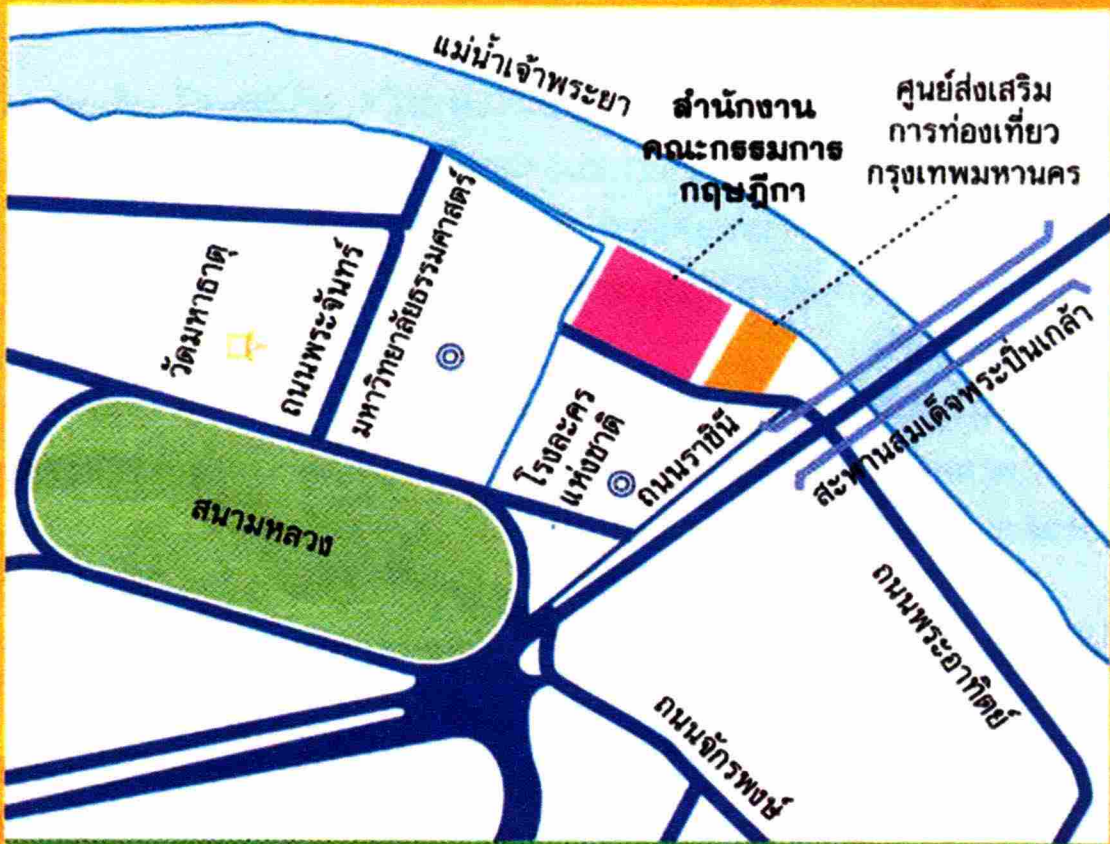 แม่น้ำเจ้าพระยา
สำนักงาน
คณะกรรมการ
กฤษฎีกา
ศูนย์ส่งเสริม
การท่องเที่ยว
กรุงเทพมหานคร
วัดมหาธาตุ
ถนนพระจันทร์
มหาวิทยาลัยธรรมศาสตร์
โรงละคร
แห่งชาติ
ถนนราชินี
สะพานสมเด็จพระปิ่นเกล้า
สนามหลวง
ถนนพระอาทิตย์
ถนนจักรพงษ์